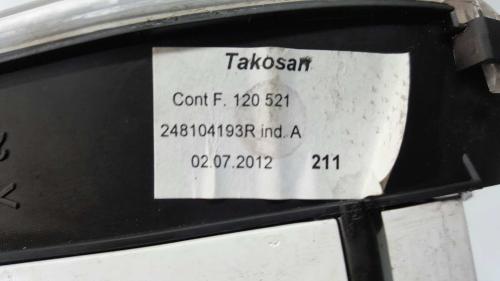 Takosan
Cont F. 120 521
248104193R ind. A
02.07.2012 211